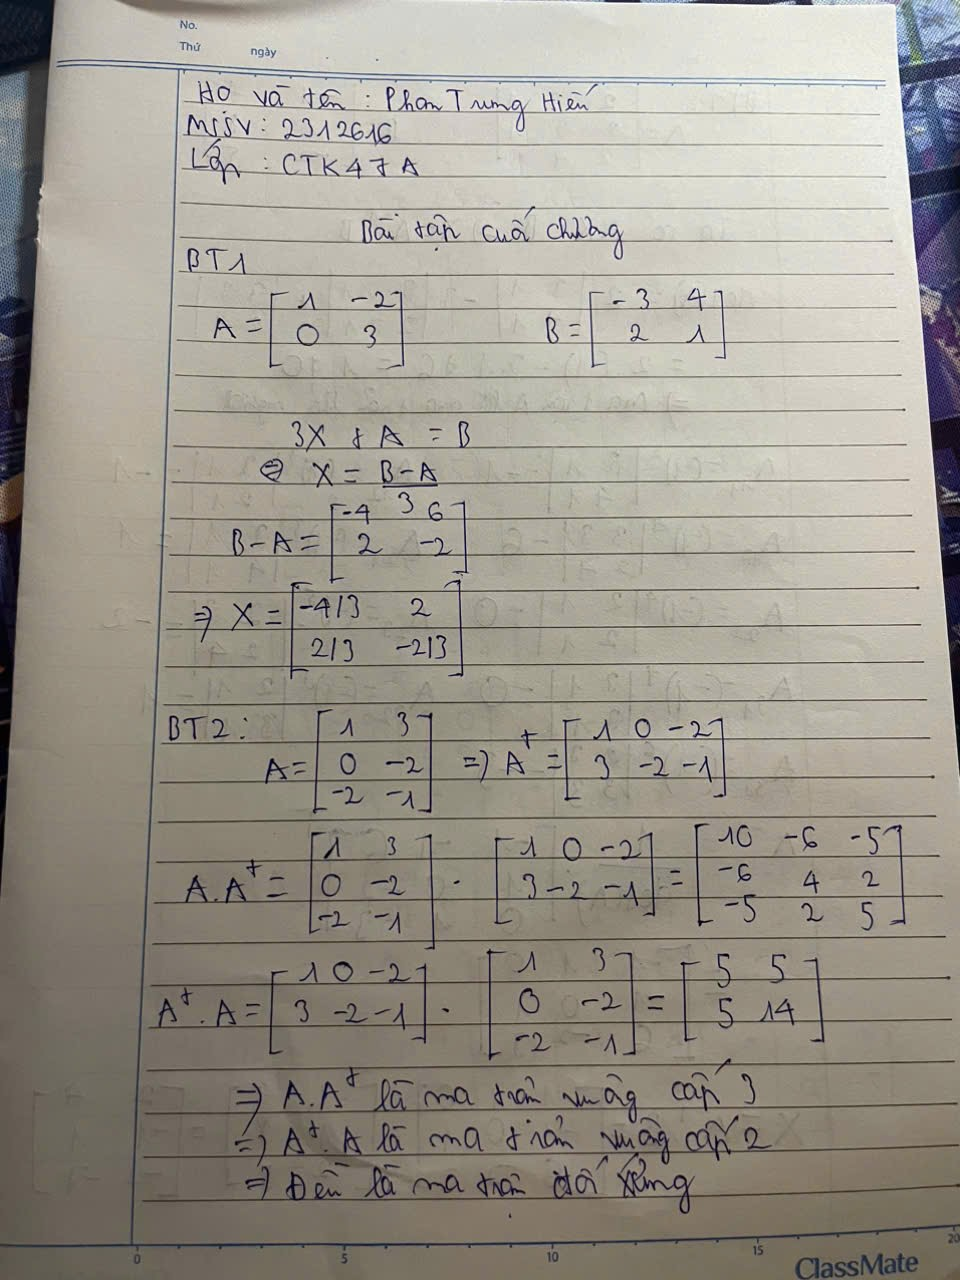 No.
Thứ ngày
Họ và tên : Phan Trung Hiếu
MSSV : 2312616
Lớp : CTK47A
Bài tập cuối chương
BT1
A = [ 1 -2 ; 0 3 ] B = [ -3 4 ; 2 1 ]
3X + A = B
⇔ X = (B-A)/3
B-A = [ -4 6 ; 2 -2 ]
⇒ X = [ -4/3 2 ; 2/3 -2/3 ]
BT2:
A = [ 1 3 ; 0 -2 ; -2 -1 ] ⇒ A^t = [ 1 0 -2 ; 3 -2 -1 ]
A.A^t = [ 1 3 ; 0 -2 ; -2 -1 ] . [ 1 0 -2 ; 3 -2 -1 ] = [ 10 -6 -5 ; -6 4 2 ; -5 2 5 ]
A^t.A = [ 1 0 -2 ; 3 -2 -1 ] . [ 1 3 ; 0 -2 ; -2 -1 ] = [ 5 5 ; 5 14 ]
⇒ A.A^t là ma trận vuông cấp 3
⇒ A^t.A là ma trận vuông cấp 2
⇒ Đều là ma trận đối xứng
0 5 10 15 20
ClassMate